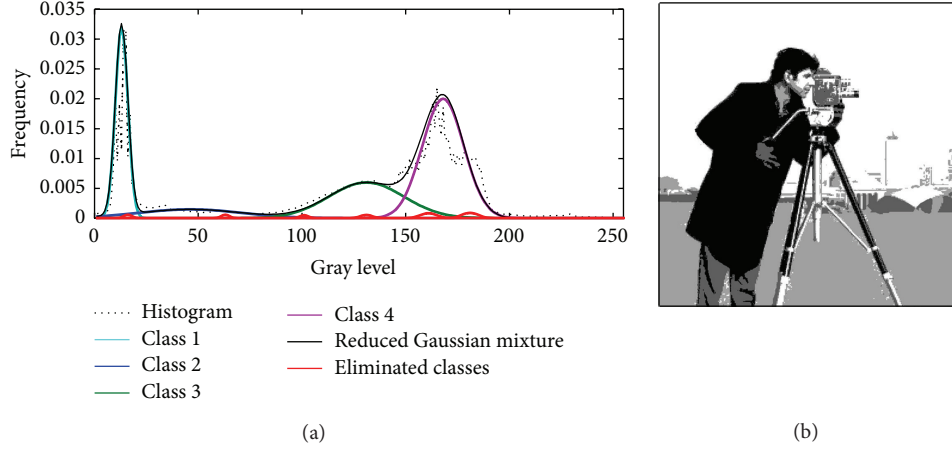 0.035
0.03
0.025
0.02
0.015
0.01
0.005
0
Frequency
0 50 100 150 200 250
Gray level
Histogram
Class 1
Class 2
Class 3
Class 4
Reduced Gaussian mixture
Eliminated classes
(a)
(b)